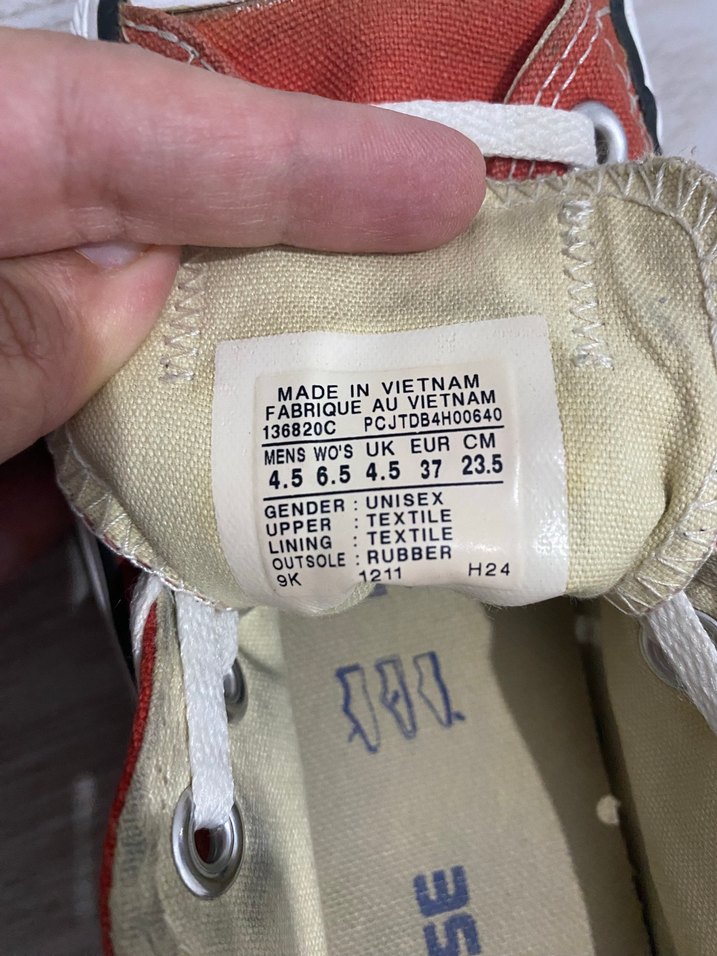 MADE IN VIETNAM
FABRIQUE AU VIETNAM
136820C PCJTDB4H00640
MENS WO'S UK EUR CM
4.5 6.5 4.5 37 23.5
GENDER : UNISEX
UPPER : TEXTILE
LINING : TEXTILE
OUTSOLE : RUBBER
9K 1211 H24